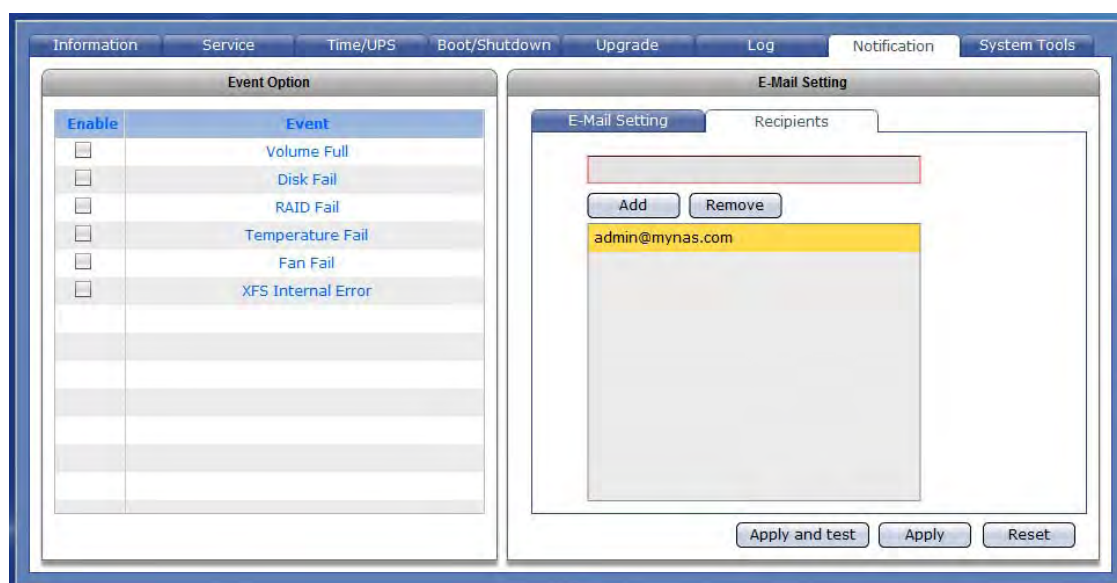 Information Service Time/UPS Boot/Shutdown Upgrade Log Notification System Tools
Event Option
Enable Event
Volume Full
Disk Fail
RAID Fail
Temperature Fail
Fan Fail
XFS Internal Error
E-Mail Setting
E-Mail Setting Recipients
Add Remove
admin@mynas.com
Apply and test Apply Reset